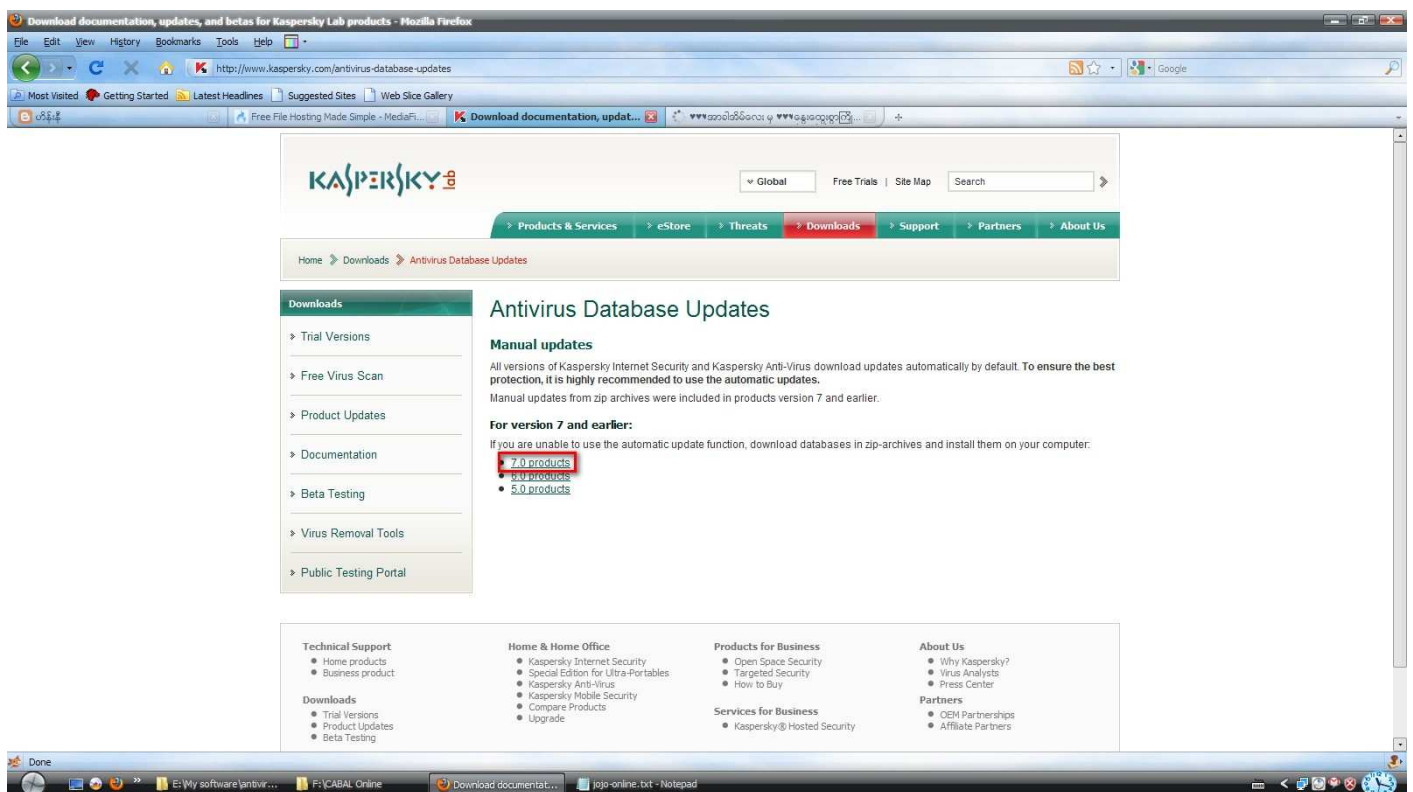 Download documentation, updates, and betas for Kaspersky Lab products - Mozilla Firefox
File Edit View History Bookmarks Tools Help
http://www.kaspersky.com/antivirus-database-updates
Google
Most Visited Getting Started Latest Headlines Suggested Sites Web Slice Gallery
Free File Hosting Made Simple - MediaFi... Download documentation, updat...
KASPERSKY lab
Global Free Trials | Site Map Search
Products & Services eStore Threats Downloads Support Partners About Us
Home Downloads Antivirus Database Updates
Downloads
Trial Versions
Free Virus Scan
Product Updates
Documentation
Beta Testing
Virus Removal Tools
Public Testing Portal
Antivirus Database Updates
Manual updates
All versions of Kaspersky Internet Security and Kaspersky Anti-Virus download updates automatically by default. To ensure the best
protection, it is highly recommended to use the automatic updates.
Manual updates from zip archives were included in products version 7 and earlier.
For version 7 and earlier:
If you are unable to use the automatic update function, download databases in zip-archives and install them on your computer:
7.0 products
6.0 products
5.0 products
Technical Support
Home products
Business product
Downloads
Trial Versions
Product Updates
Beta Testing
Home & Home Office
Kaspersky Internet Security
Special Edition for Ultra-Portables
Kaspersky Anti-Virus
Kaspersky Mobile Security
Compare Products
Upgrade
Products for Business
Open Space Security
Targeted Security
How to Buy
Services for Business
Kaspersky® Hosted Security
About Us
Why Kaspersky?
Virus Analysts
Press Center
Partners
OEM Partnerships
Affiliate Partners
Done
E:\My software\antivir... F:\CABAL Online Download documentat... jojo-online.txt - Notepad